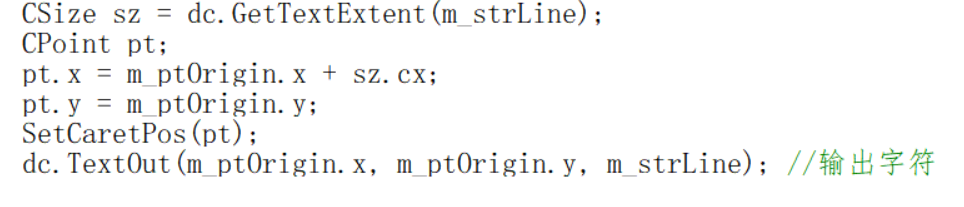 CSize sz = dc.GetTextExtent(m_strLine);
CPoint pt;
pt.x = m_ptOrigin.x + sz.cx;
pt.y = m_ptOrigin.y;
SetCaretPos(pt);
dc.TextOut(m_ptOrigin.x, m_ptOrigin.y, m_strLine); //输出字符